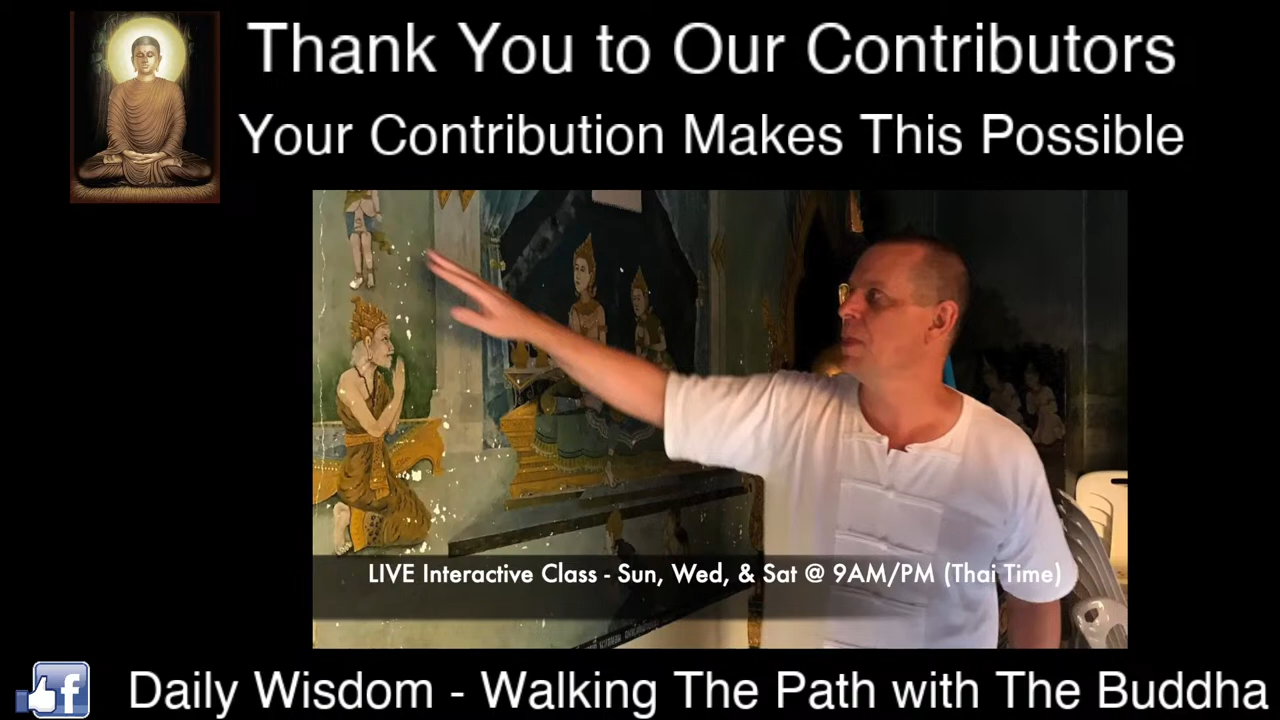 Thank You to Our Contributors
Your Contribution Makes This Possible
LIVE Interactive Class - Sun, Wed, & Sat @ 9AM/PM (Thai Time)
f
Daily Wisdom - Walking The Path with The Buddha